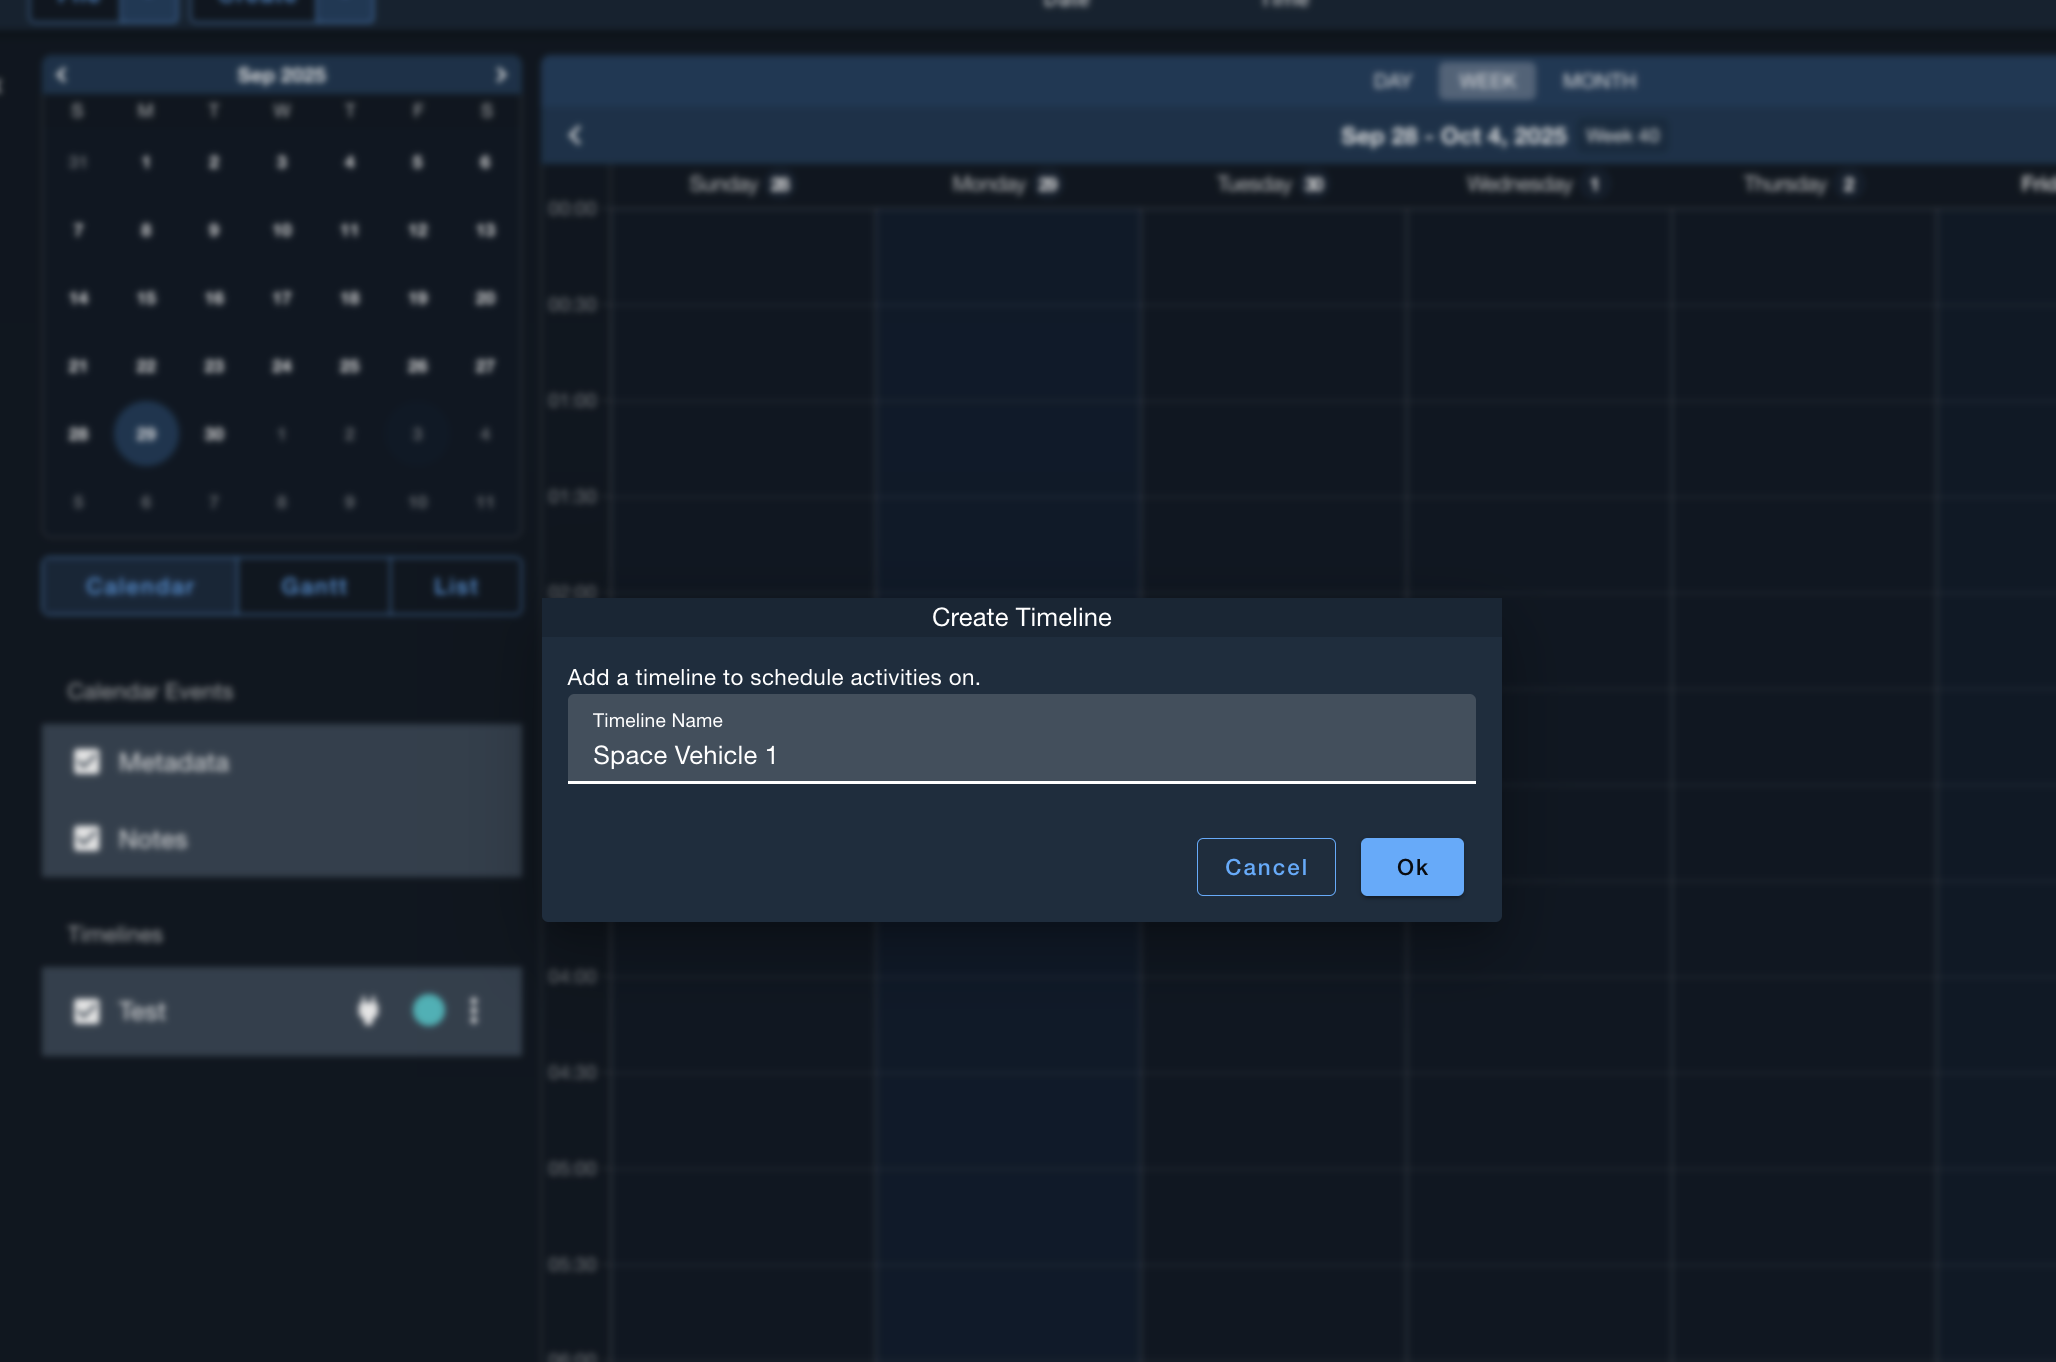 File Create Date Time
Sep 2025
S M T W T F S
31 1 2 3 4 5 6
7 8 9 10 11 12 13
14 15 16 17 18 19 20
21 22 23 24 25 26 27
28 29 30 1 2 3 4
5 6 7 8 9 10 11
Calendar Gantt List
Calendar Events
Metadata
Notes
Timelines
Test
DAY WEEK MONTH
Sep 28 - Oct 4, 2025 Week 40
Sunday 28 Monday 29 Tuesday 30 Wednesday 1 Thursday 2
00:00
00:30
01:00
01:30
02:00
Create Timeline
Add a timeline to schedule activities on.
Timeline Name
Space Vehicle 1
Cancel Ok
04:00
04:30
05:00
05:30